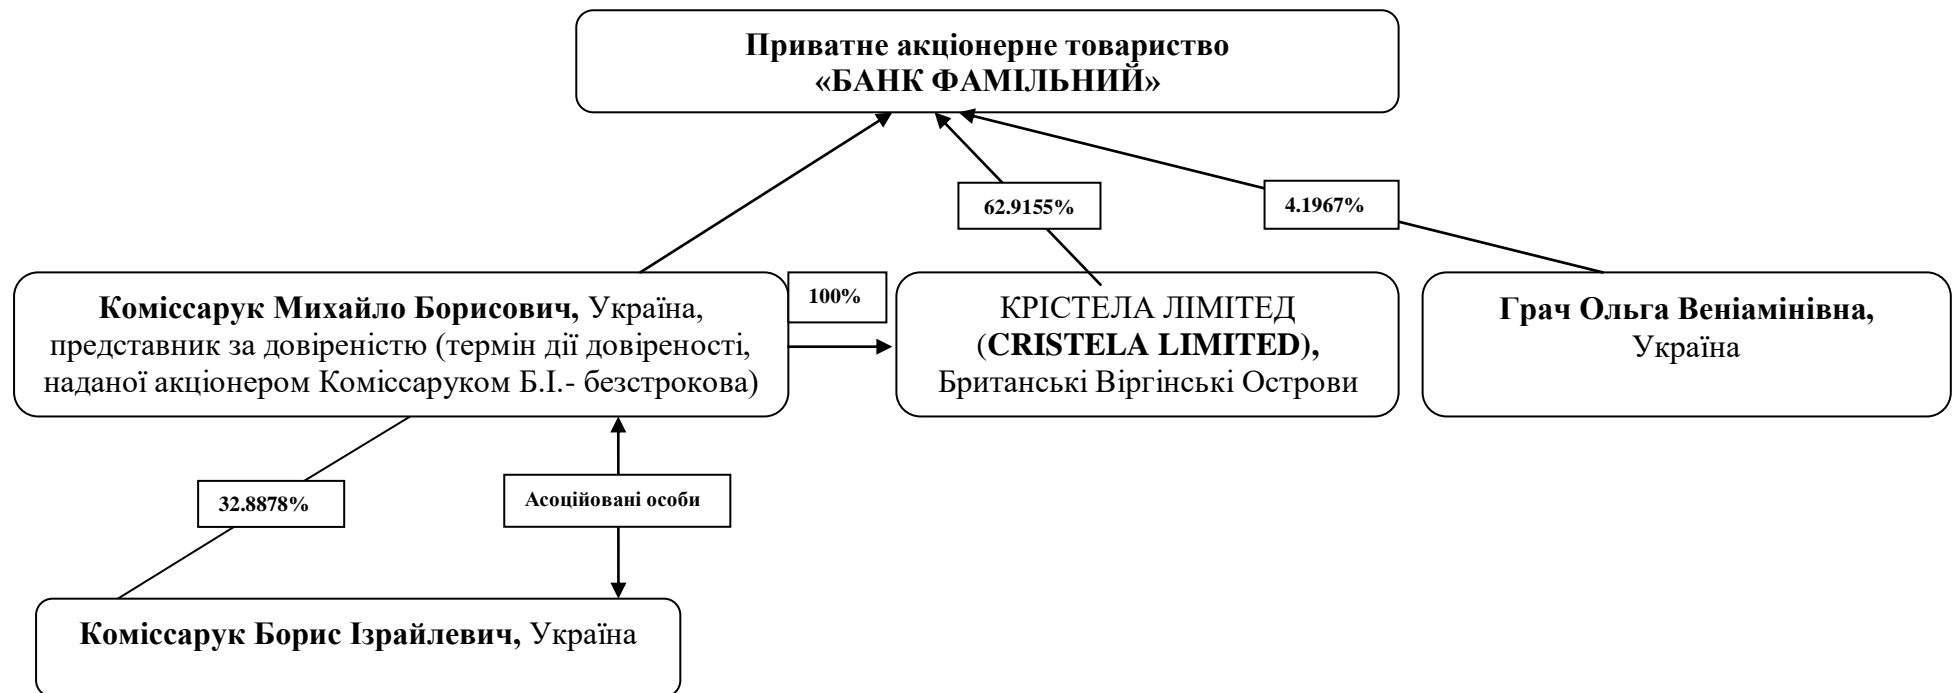 Приватне акціонерне товариство
«БАНК ФАМІЛЬНИЙ»
62.9155%
4.1967%
Коміссарук Михайло Борисович, Україна,
представник за довіреністю (термін дії довіреності,
наданої акціонером Коміссаруком Б.І.- безстрокова)
100%
КРІСТЕЛА ЛІМІТЕД
(CRISTELA LIMITED),
Британські Віргінські Острови
Грач Ольга Веніамінівна,
Україна
32.8878%
Асоційовані особи
Коміссарук Борис Ізрайлевич, Україна